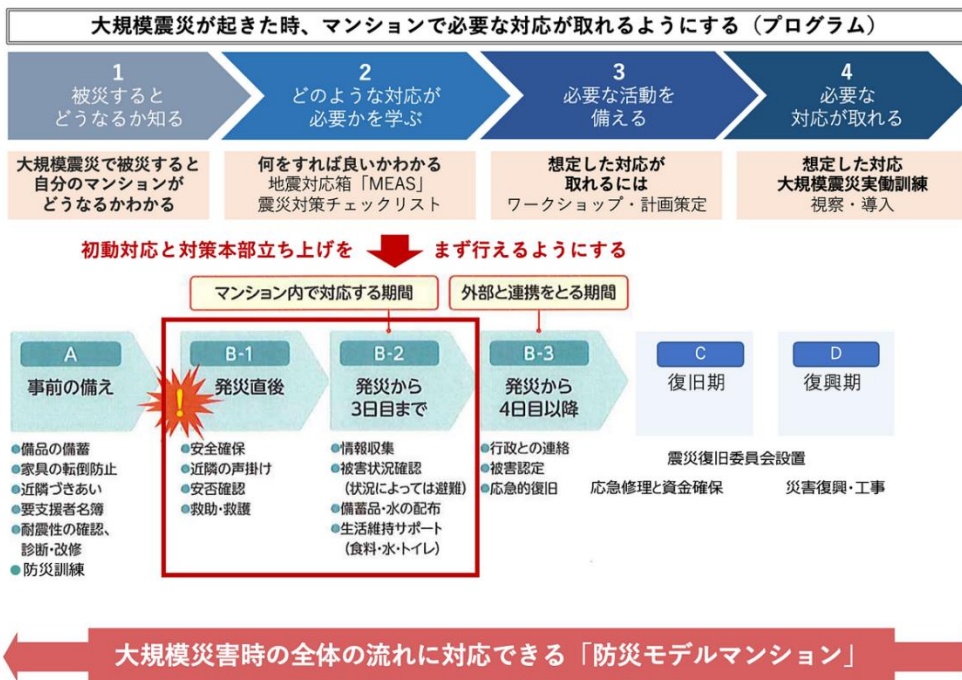 大規模震災が起きた時、マンションで必要な対応が取れるようにする（プログラム）
1
被災すると
どうなるか知る
2
どのような対応が
必要かを学ぶ
3
必要な活動を
備える
4
必要な
対応が取れる
大規模震災で被災すると
自分のマンションが
どうなるかわかる
何をすれば良いかわかる
地震対応箱「MEAS」
震災対策チェックリスト
想定した対応が
取れるには
ワークショップ・計画策定
想定した対応
大規模震災実働訓練
視察・導入
初動対応と対策本部立ち上げを まず行えるようにする
マンション内で対応する期間
外部と連携をとる期間
A
事前の備え
●備品の備蓄
●家具の転倒防止
●近隣づきあい
●要支援者名簿
●耐震性の確認、
診断・改修
●防災訓練
B-1
発災直後
●安全確保
●近隣の声掛け
●安否確認
●救助・救護
B-2
発災から
3日目まで
●情報収集
●被害状況確認
(状況によっては避難)
●備蓄品・水の配布
●生活維持サポート
(食料・水・トイレ)
B-3
発災から
4日目以降
●行政との連絡
●被害認定
●応急的復旧
C
復旧期
D
復興期
震災復旧委員会設置
応急修理と資金確保
災害復興・工事
大規模災害時の全体の流れに対応できる「防災モデルマンション」